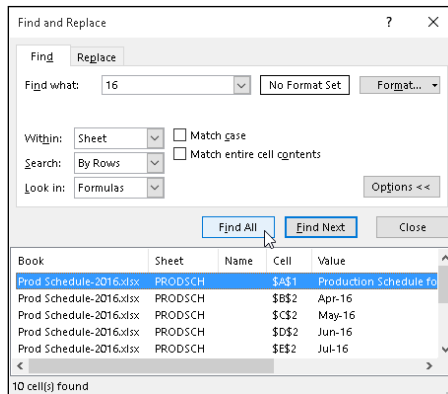 Find and Replace ?
Find Replace
Find what: 16 No Format Set Format...
Within: Sheet Match case
Match entire cell contents
Search: By Rows
Look in: Formulas Options <<
Find All Find Next Close
Book Sheet Name Cell Value
Prod Schedule-2016.xlsx PRODSCH $A$1 Production Schedule fo
Prod Schedule-2016.xlsx PRODSCH $B$2 Apr-16
Prod Schedule-2016.xlsx PRODSCH $C$2 May-16
Prod Schedule-2016.xlsx PRODSCH $D$2 Jun-16
Prod Schedule-2016.xlsx PRODSCH $E$2 Jul-16
10 cell(s) found